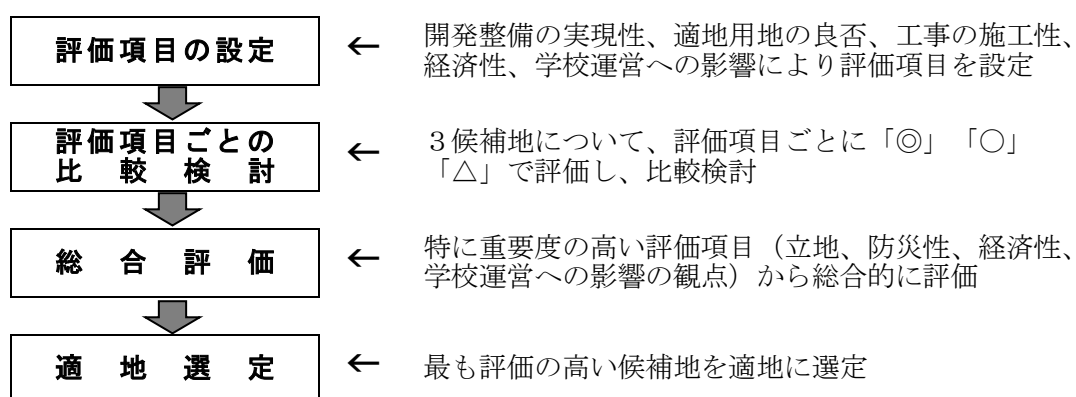 評価項目の設定
← 開発整備の実現性、適地用地の良否、工事の施工性、
経済性、学校運営への影響により評価項目を設定
評価項目ごとの
比較検討
← ３候補地について、評価項目ごとに「◎」「○」
「△」で評価し、比較検討
総合評価
← 特に重要度の高い評価項目（立地、防災性、経済性、
学校運営への影響の観点）から総合的に評価
適地選定
← 最も評価の高い候補地を適地に選定